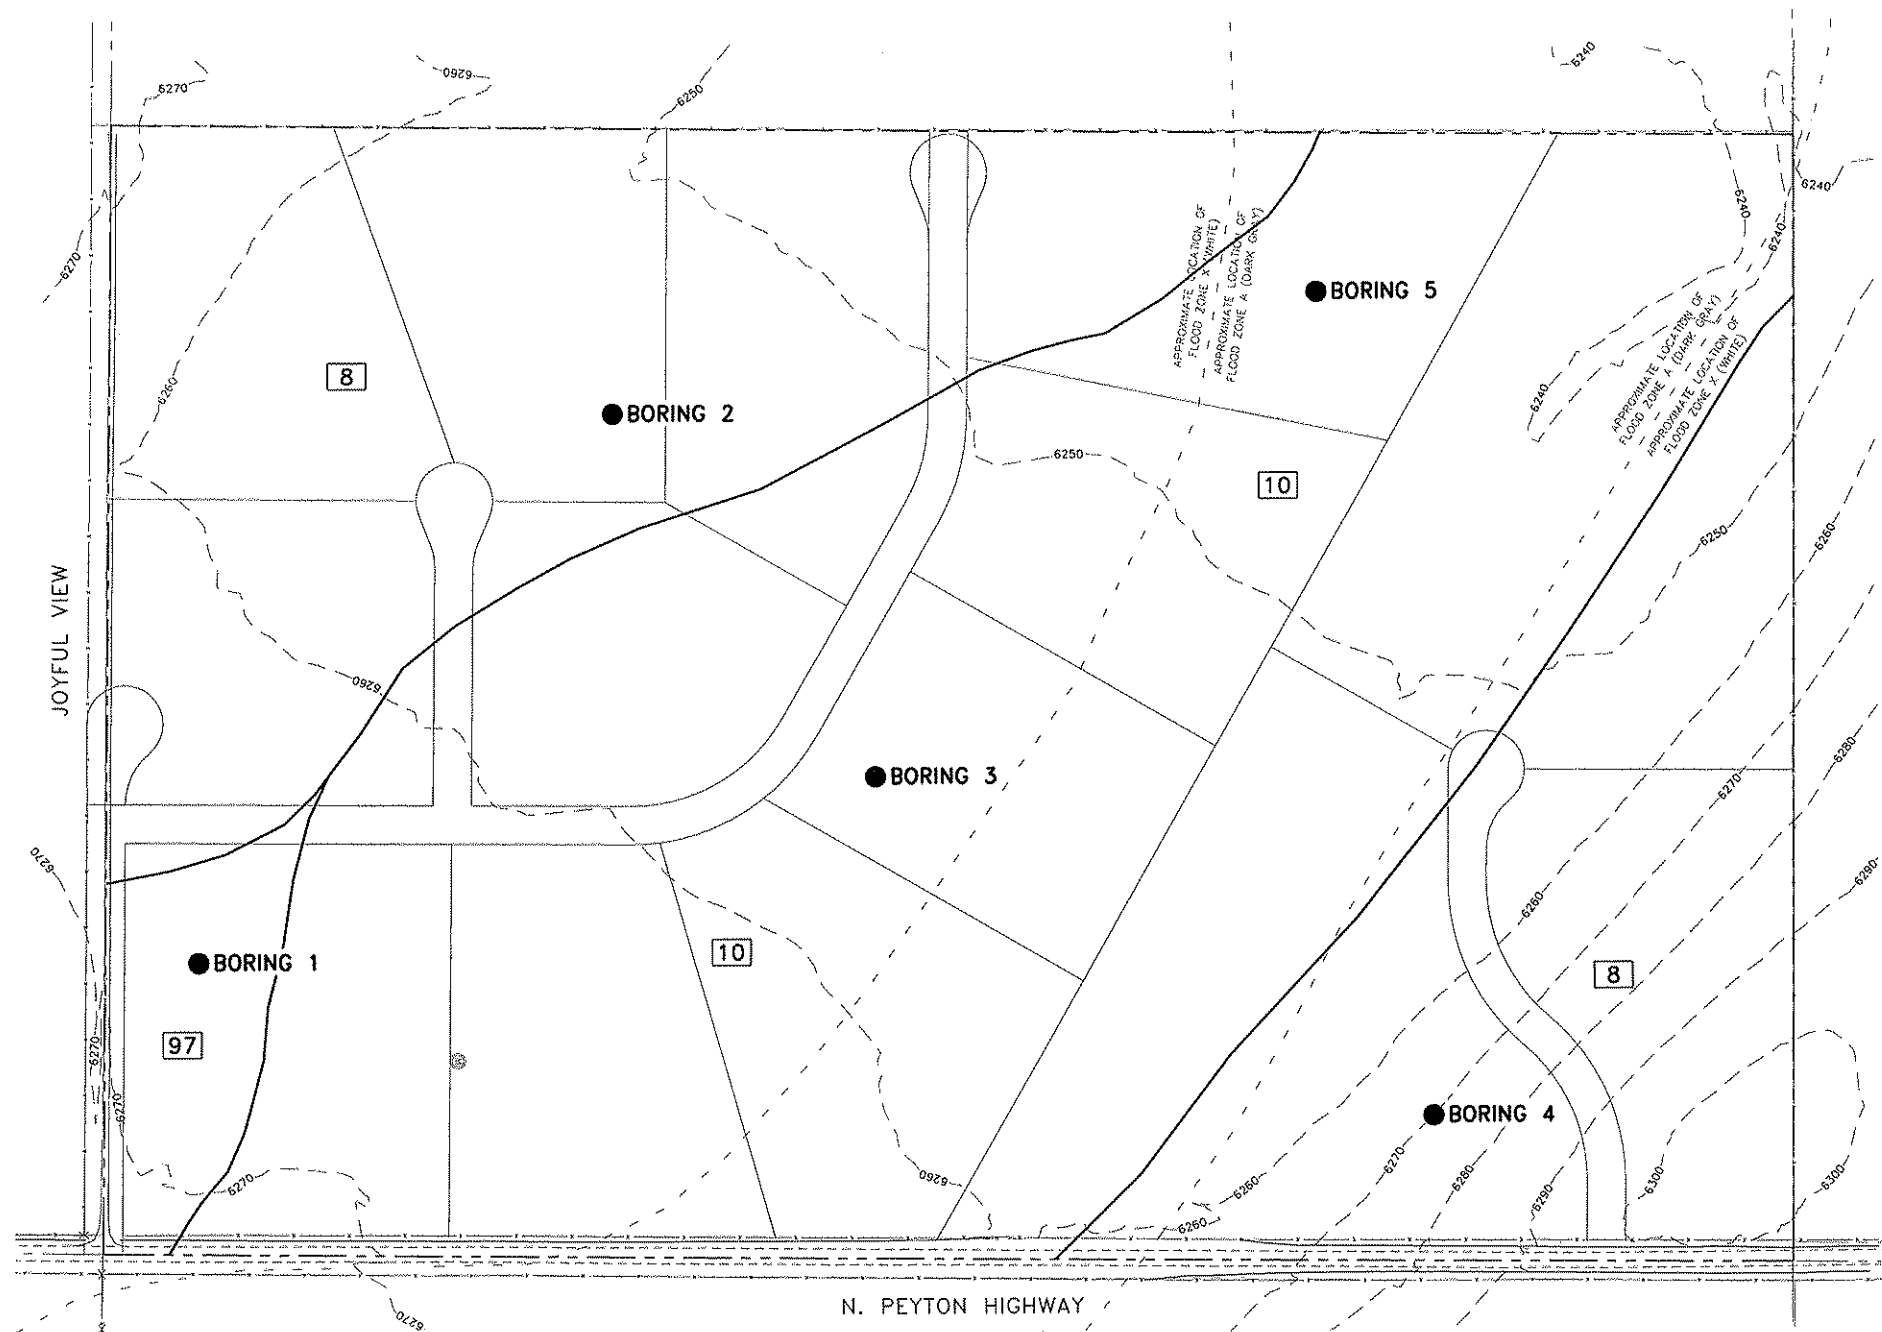 6270
6260
6250
6240
6240
6240
6240
6270
APPROXIMATE LOCATION OF
FLOOD ZONE X (WHITE)
APPROXIMATE LOCATION OF
FLOOD ZONE A (DARK GRAY)
BORING 5
APPROXIMATE LOCATION OF
FLOOD ZONE A (DARK GRAY)
APPROXIMATE LOCATION OF
FLOOD ZONE X (WHITE)
8
6260
BORING 2
6240
6250
10
6250
6260
JOYFUL VIEW
6260
6280
BORING 3
6270
6270
6290
6260
BORING 1
10
8
97
6270
6270
BORING 4
6270
6260
6270
6260
6280
6290
6300
6300
6260
N. PEYTON HIGHWAY
6270